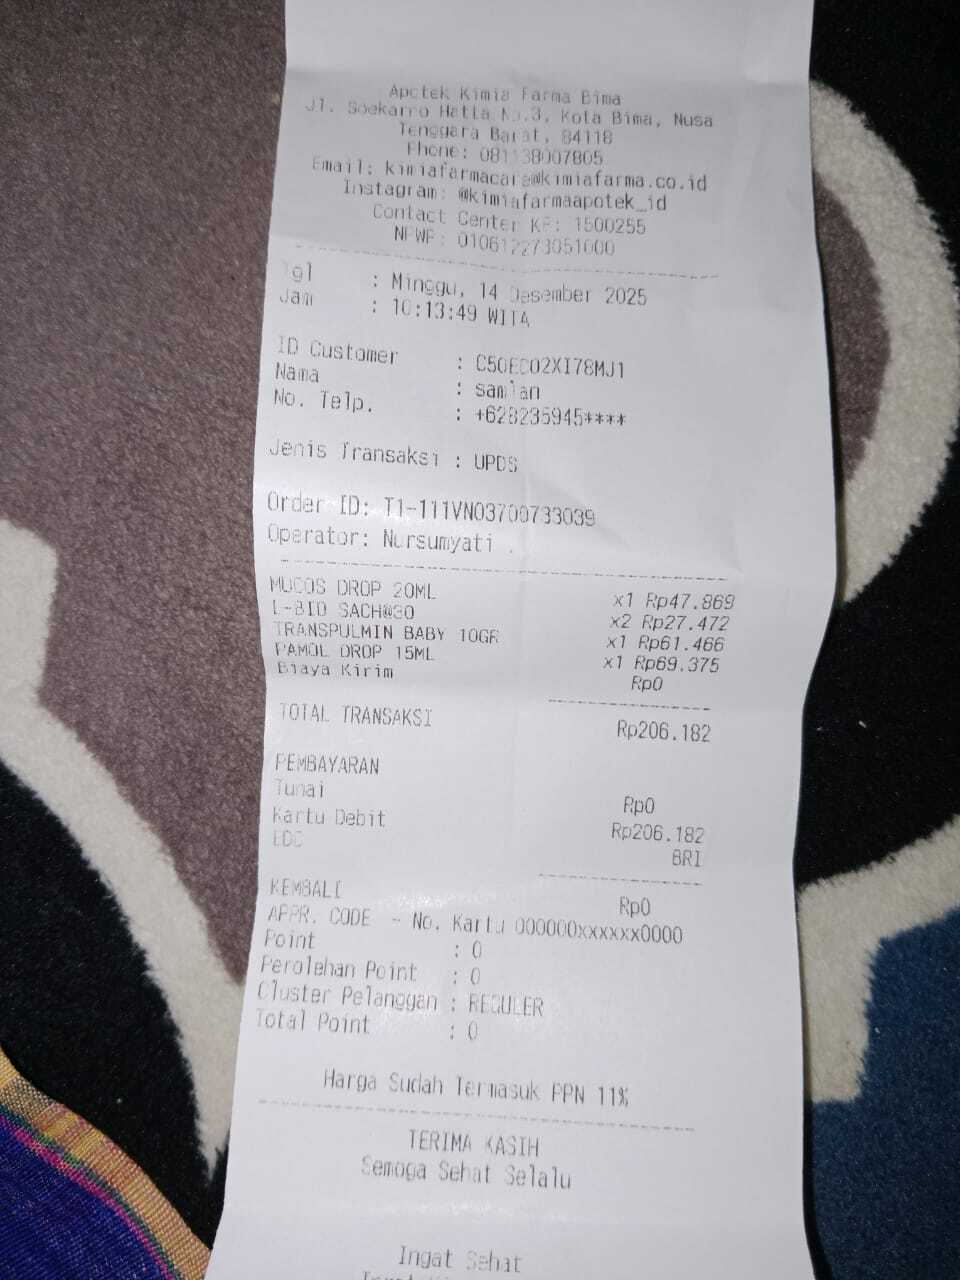 Apotek Kimia Farma Bima
Jl. Soekarno Hatta No.3, Kota Bima, Nusa
Tenggara Barat, 84118
Phone: 081138007805
Email: kimiafarmacare@kimiafarma.co.id
Instagram: @kimiafarmaapotek_id
Contact Center KF: 1500255
NPWP: 010612273051000
Tgl : Minggu, 14 Desember 2025
Jam : 10:13:49 WITA
ID Customer : C50EC02XI78MJ1
Nama : samlan
No. Telp. : +628235945****
Jenis Transaksi : UPDS
Order ID: T1-111VN03700733039
Operator: Nursumyati .
MUCOS DROP 20ML x1 Rp47.869
L-BIO SACH@30 x2 Rp27.472
TRANSPULMIN BABY 10GR x1 Rp61.466
PAMOL DROP 15ML x1 Rp69.375
Biaya Kirim Rp0
TOTAL TRANSAKSI Rp206.182
PEMBAYARAN
Tunai Rp0
Kartu Debit Rp206.182
EDC BRI
KEMBALI Rp0
APPR. CODE - No. Kartu 000000xxxxxx0000
Point : 0
Perolehan Point : 0
Cluster Pelanggan : REGULER
Total Point : 0
Harga Sudah Termasuk PPN 11%
TERIMA KASIH
Semoga Sehat Selalu
Ingat Sehat